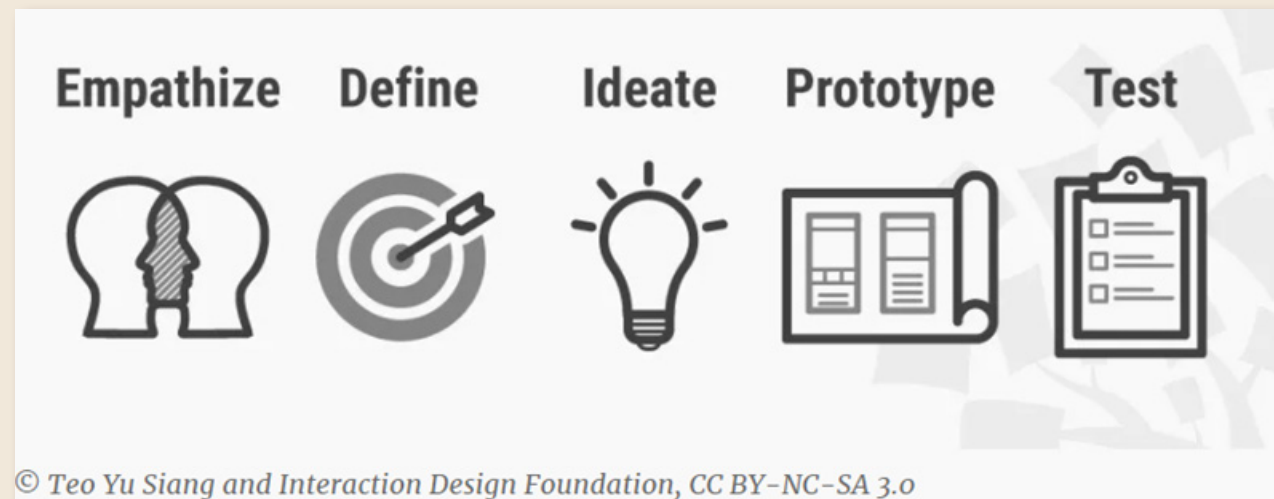 Empathize Define Ideate Prototype Test
© Teo Yu Siang and Interaction Design Foundation, CC BY-NC-SA 3.0